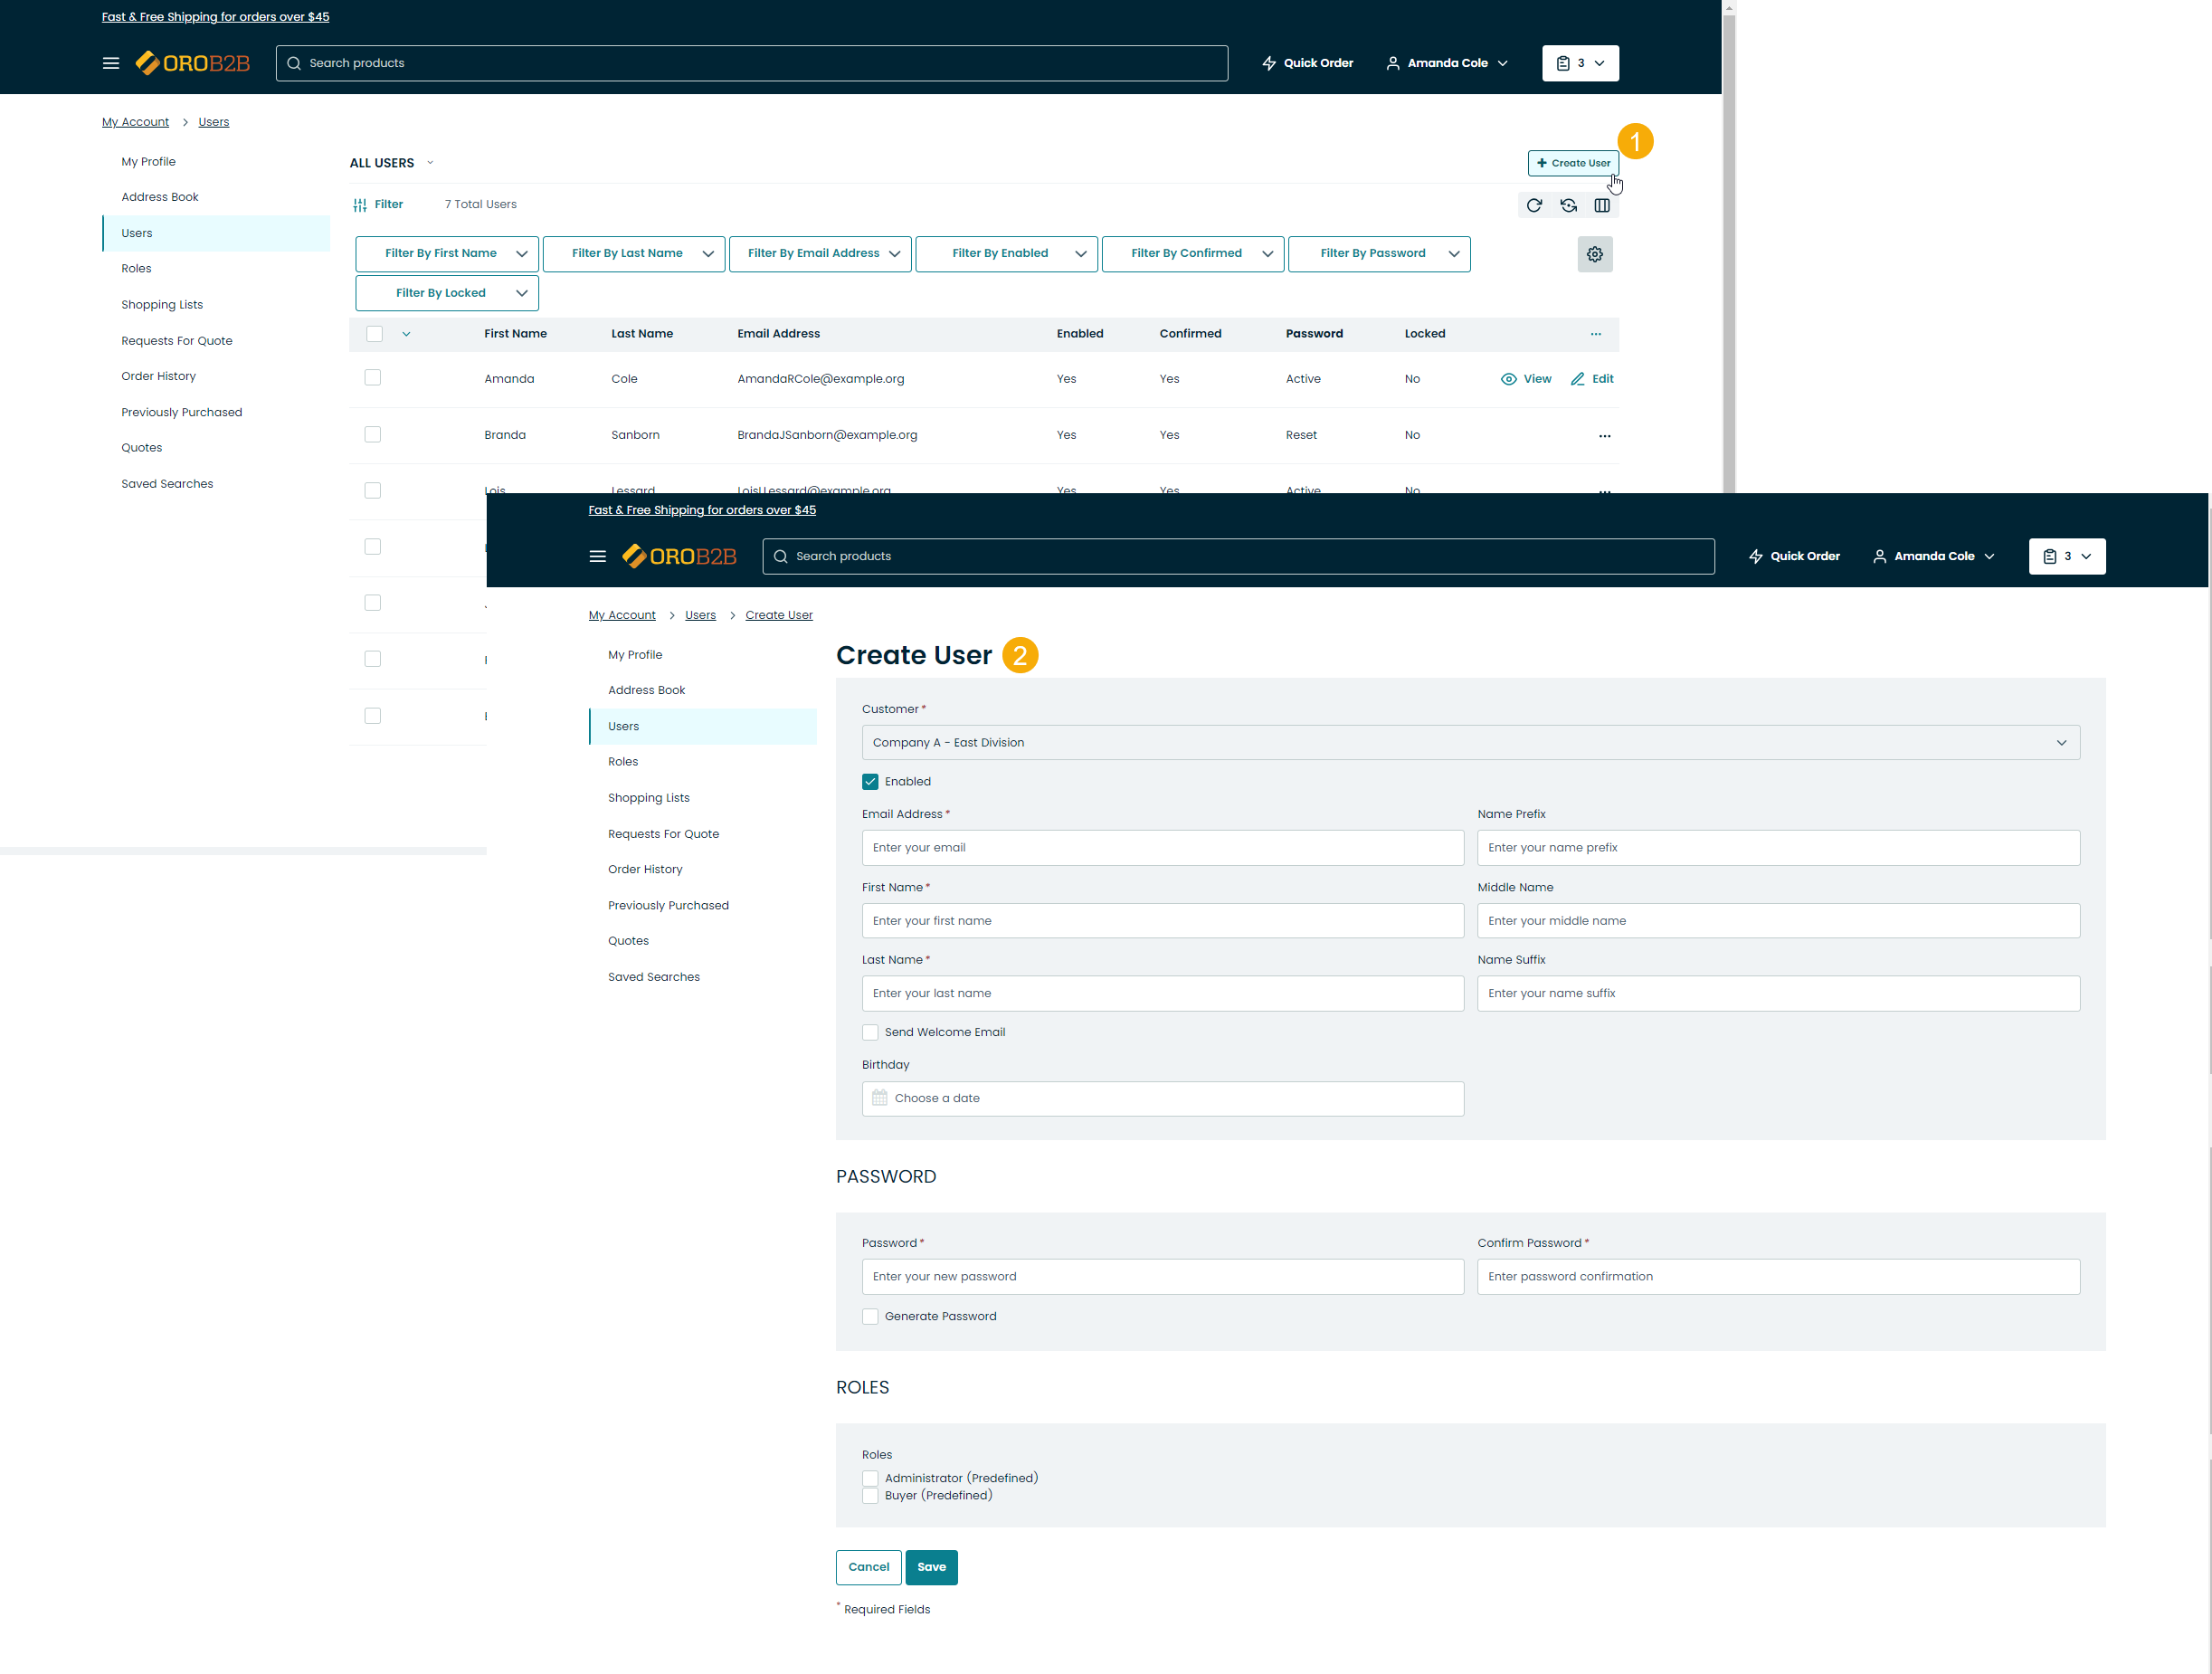 Fast & Free Shipping for orders over $45
OROB2B
Search products
Quick Order
Amanda Cole
3
My Account > Users
1
My Profile
Address Book
Users
Roles
Shopping Lists
Requests For Quote
Order History
Previously Purchased
Quotes
Saved Searches
ALL USERS
+ Create User
Filter
7 Total Users
Filter By First Name
Filter By Last Name
Filter By Email Address
Filter By Enabled
Filter By Confirmed
Filter By Password
Filter By Locked
First Name Last Name Email Address Enabled Confirmed Password Locked ...
Amanda Cole AmandaRCole@example.org Yes Yes Active No View Edit
Branda Sanborn BrandaJSanborn@example.org Yes Yes Reset No ...
Lois Lessard LoisLLessard@example.org Yes Yes Active No ...
Fast & Free Shipping for orders over $45
OROB2B
Search products
Quick Order
Amanda Cole
3
My Account > Users > Create User
My Profile
Address Book
Users
Roles
Shopping Lists
Requests For Quote
Order History
Previously Purchased
Quotes
Saved Searches
Create User 2
Customer *
Company A - East Division
Enabled
Email Address * Name Prefix
Enter your email Enter your name prefix
First Name * Middle Name
Enter your first name Enter your middle name
Last Name * Name Suffix
Enter your last name Enter your name suffix
Send Welcome Email
Birthday
Choose a date
PASSWORD
Password * Confirm Password *
Enter your new password Enter password confirmation
Generate Password
ROLES
Roles
Administrator (Predefined)
Buyer (Predefined)
Cancel Save
* Required Fields